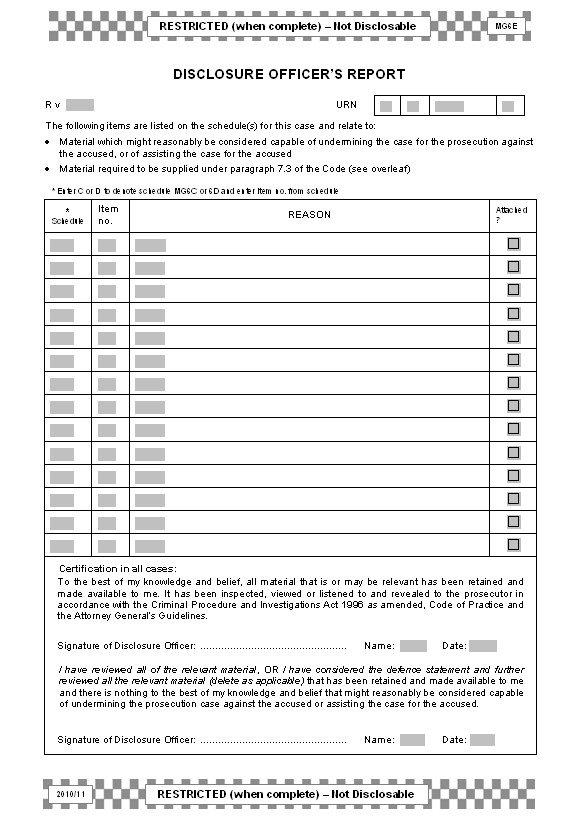 RESTRICTED (when complete) – Not Disclosable
MG6E
DISCLOSURE OFFICER'S REPORT
R v
URN
The following items are listed on the schedule(s) for this case and relate to:
• Material which might reasonably be considered capable of undermining the case for the prosecution against
the accused, or of assisting the case for the accused
• Material required to be supplied under paragraph 7.3 of the Code (see overleaf)
* Enter C or D to denote schedule MG6C or 6D and enter Item no. from schedule
* Schedule
Item no.
REASON
Attached ?
Certification in all cases:
To the best of my knowledge and belief, all material that is or may be relevant has been retained and
made available to me. It has been inspected, viewed or listened to and revealed to the prosecutor in
accordance with the Criminal Procedure and Investigations Act 1996 as amended, Code of Practice and
the Attorney General's Guidelines.
Signature of Disclosure Officer: .................................................... Name: Date:
I have reviewed all of the relevant material, OR I have considered the defence statement and further
reviewed all the relevant material (delete as applicable) that has been retained and made available to me
and there is nothing to the best of my knowledge and belief that might reasonably be considered capable
of undermining the prosecution case against the accused or assisting the case for the accused.
Signature of Disclosure Officer: .................................................... Name: Date:
2010/11
RESTRICTED (when complete) – Not Disclosable